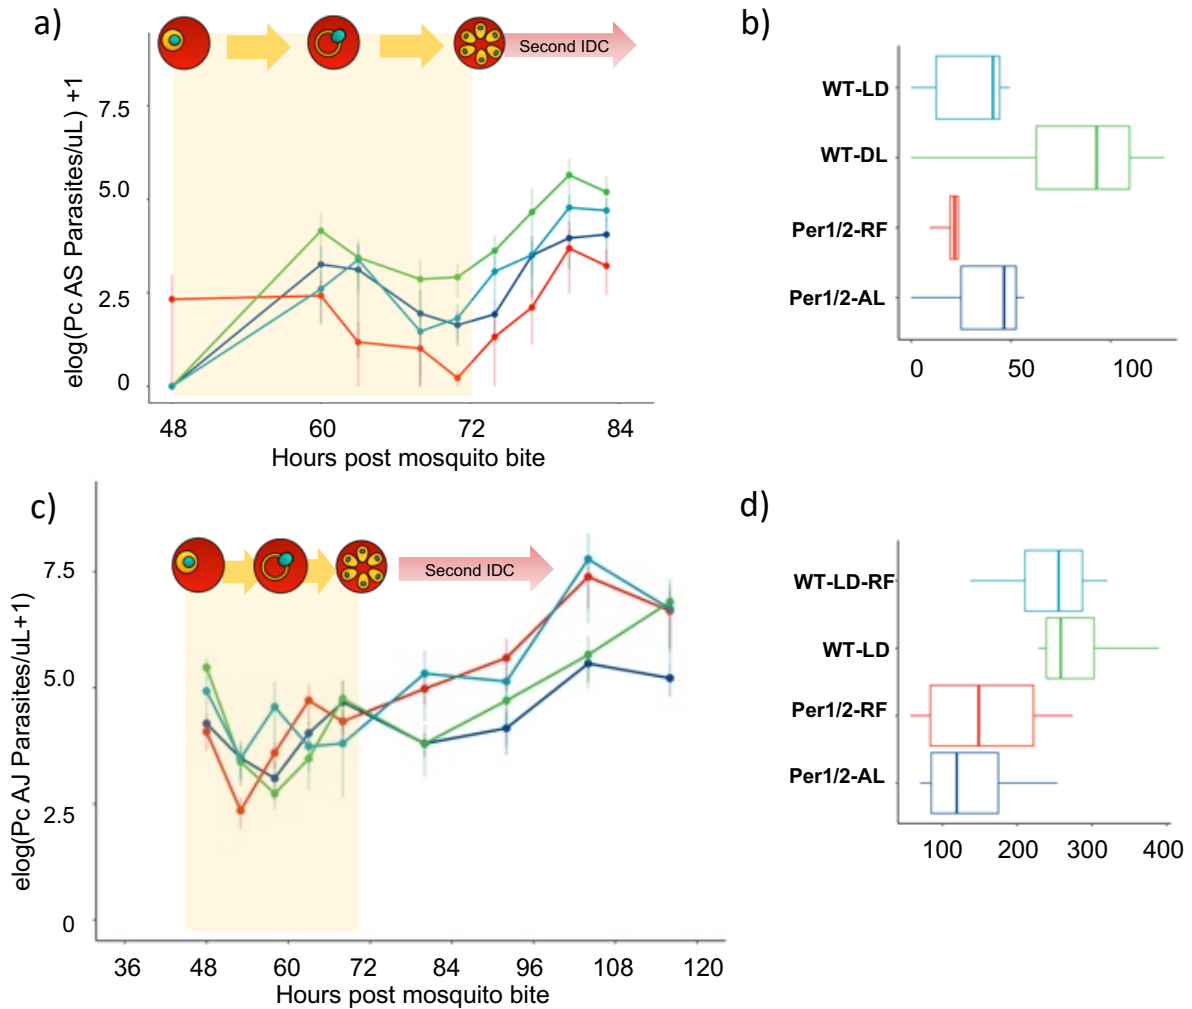 a)
Second IDC
elog(Pc AS Parasites/uL) +1
7.5
5.0
2.5
0
48 60 72 84
Hours post mosquito bite
b)
WT-LD
WT-DL
Per1/2-RF
Per1/2-AL
0 50 100
c)
Second IDC
elog(Pc AJ Parasites/uL+1)
7.5
5.0
2.5
0
36 48 60 72 84 96 108 120
Hours post mosquito bite
d)
WT-LD-RF
WT-LD
Per1/2-RF
Per1/2-AL
100 200 300 400